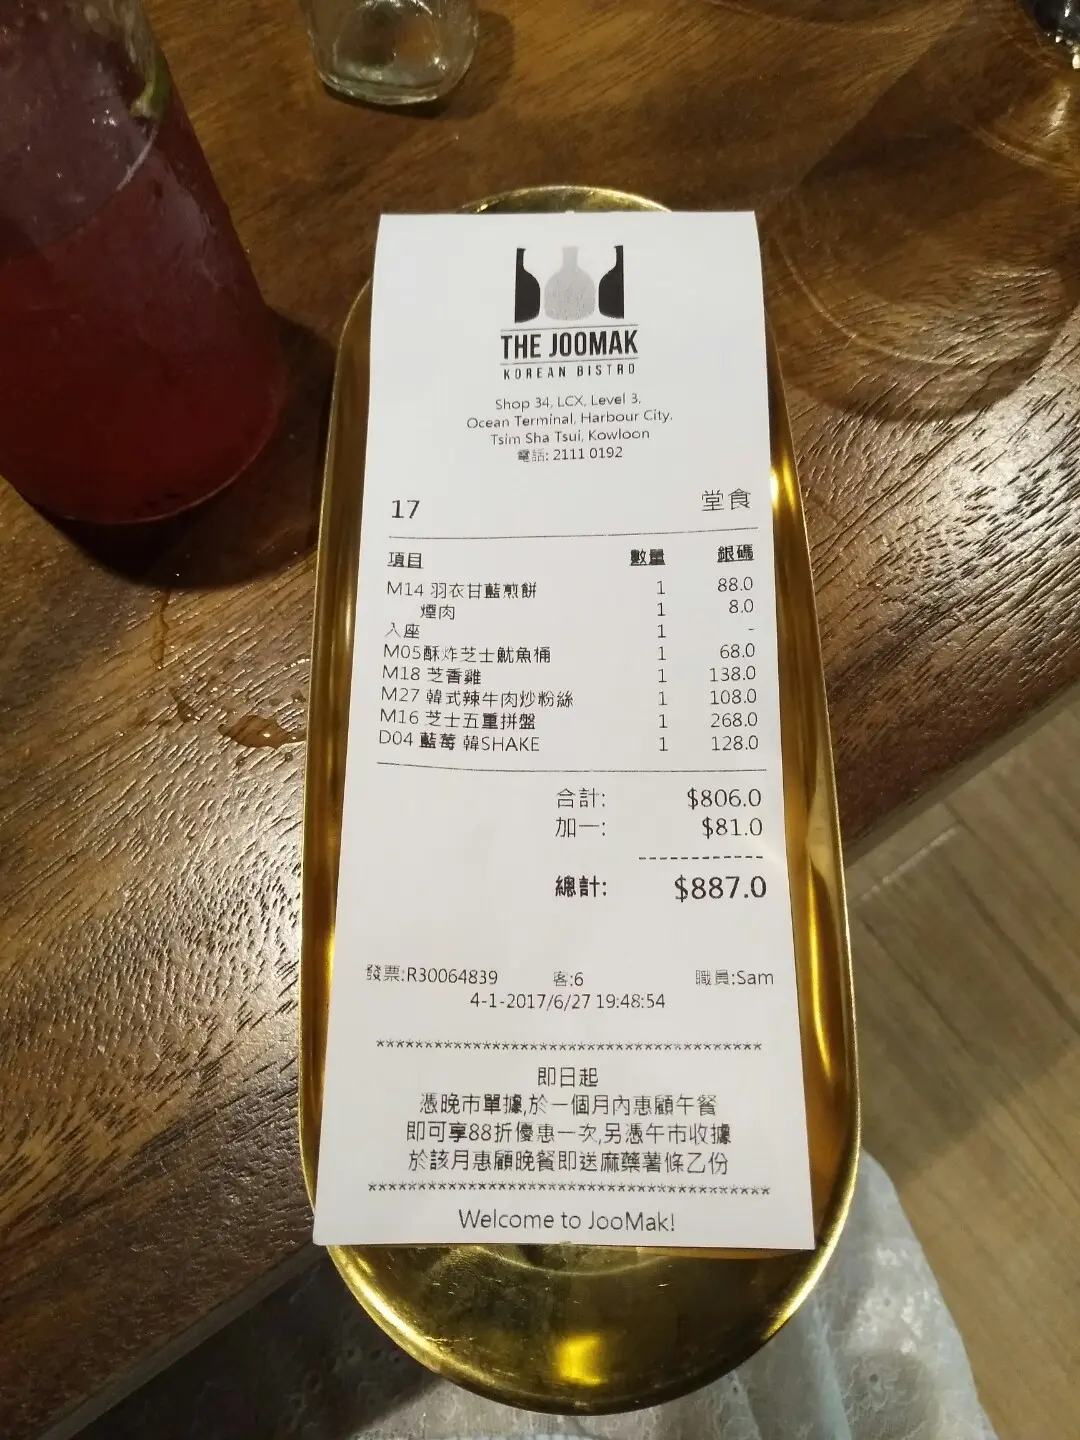 THE JOOMAK
KOREAN BISTRO
Shop 34, LCX, Level 3,
Ocean Terminal, Harbour City,
Tsim Sha Tsui, Kowloon
電話: 2111 0192
17 堂食
項目 數量 銀碼
M14 羽衣甘藍煎餅 1 88.0
煙肉 1 8.0
入座 1 -
M05酥炸芝士魷魚桶 1 68.0
M18 芝香雞 1 138.0
M27 韓式辣牛肉炒粉絲 1 108.0
M16 芝士五重拼盤 1 268.0
D04 藍莓 韓SHAKE 1 128.0
合計: $806.0
加一: $81.0
------------
總計: $887.0
發票:R30064839 客:6 職員:Sam
4-1-2017/6/27 19:48:54
****************************************
即日起
憑晚市單據,於一個月內惠顧午餐
即可享88折優惠一次,另憑午市收據
於該月惠顧晚餐即送麻藥薯條乙份
****************************************
Welcome to JooMak!